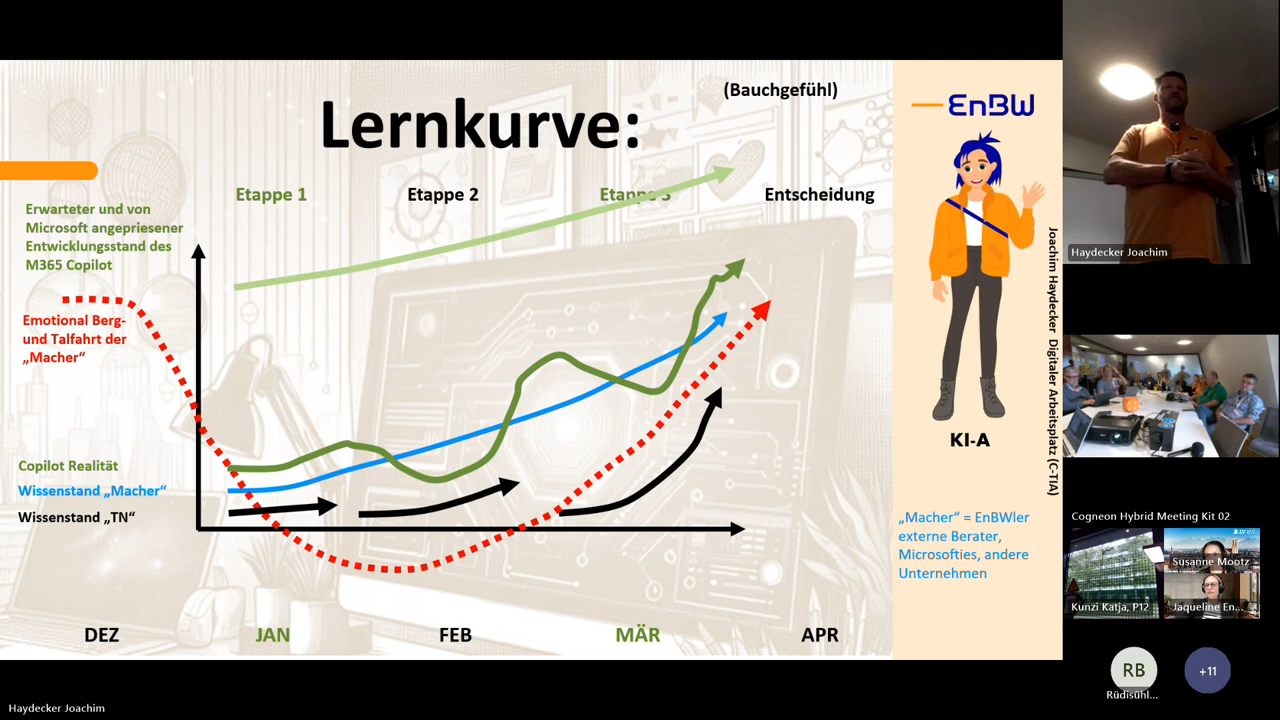 (Bauchgefühl)
Lernkurve:
EnBW
Etappe 1
Etappe 2
Etappe 3
Entscheidung
Erwarteter und von
Microsoft angepriesener
Entwicklungsstand des
M365 Copilot
Emotional Berg-
und Talfahrt der
„Macher“
Copilot Realität
Wissenstand „Macher“
Wissenstand „TN“
DEZ
JAN
FEB
MÄR
APR
KI-A
„Macher“ = EnBWler
externe Berater,
Microsofties, andere
Unternehmen
Joachim Haydecker Digitaler Arbeitsplatz (C-TIA)
Haydecker Joachim
Cogneon Hybrid Meeting Kit 02
Susanne Mootz
Kunzi Katja, P12
Jaqueline En...
RB
+11
Rüdisühl...
Haydecker Joachim